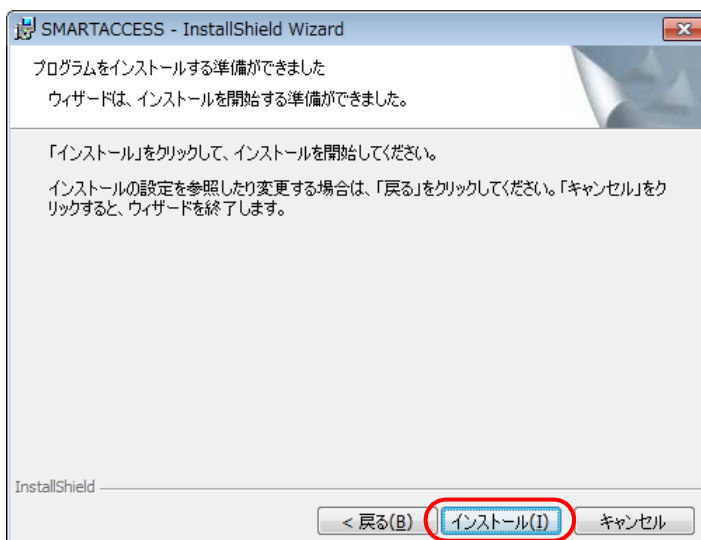 SMARTACCESS - InstallShield Wizard
プログラムをインストールする準備ができました
ウィザードは、インストールを開始する準備ができました。
「インストール」をクリックして、インストールを開始してください。
インストールの設定を参照したり変更する場合は、「戻る」をクリックしてください。「キャンセル」をク
リックすると、ウィザードを終了します。
InstallShield
< 戻る(B) インストール(I) キャンセル